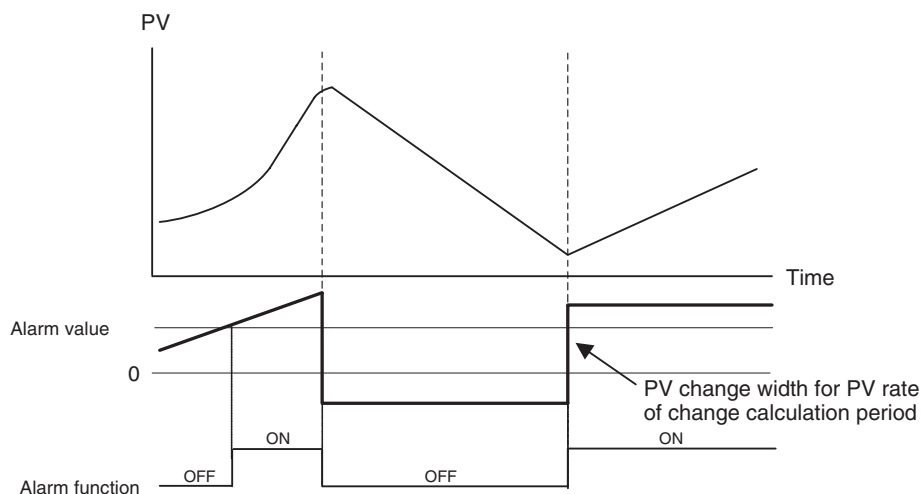 PV
Time
Alarm value
0
PV change width for PV rate
of change calculation period
ON
ON
OFF
OFF
Alarm function